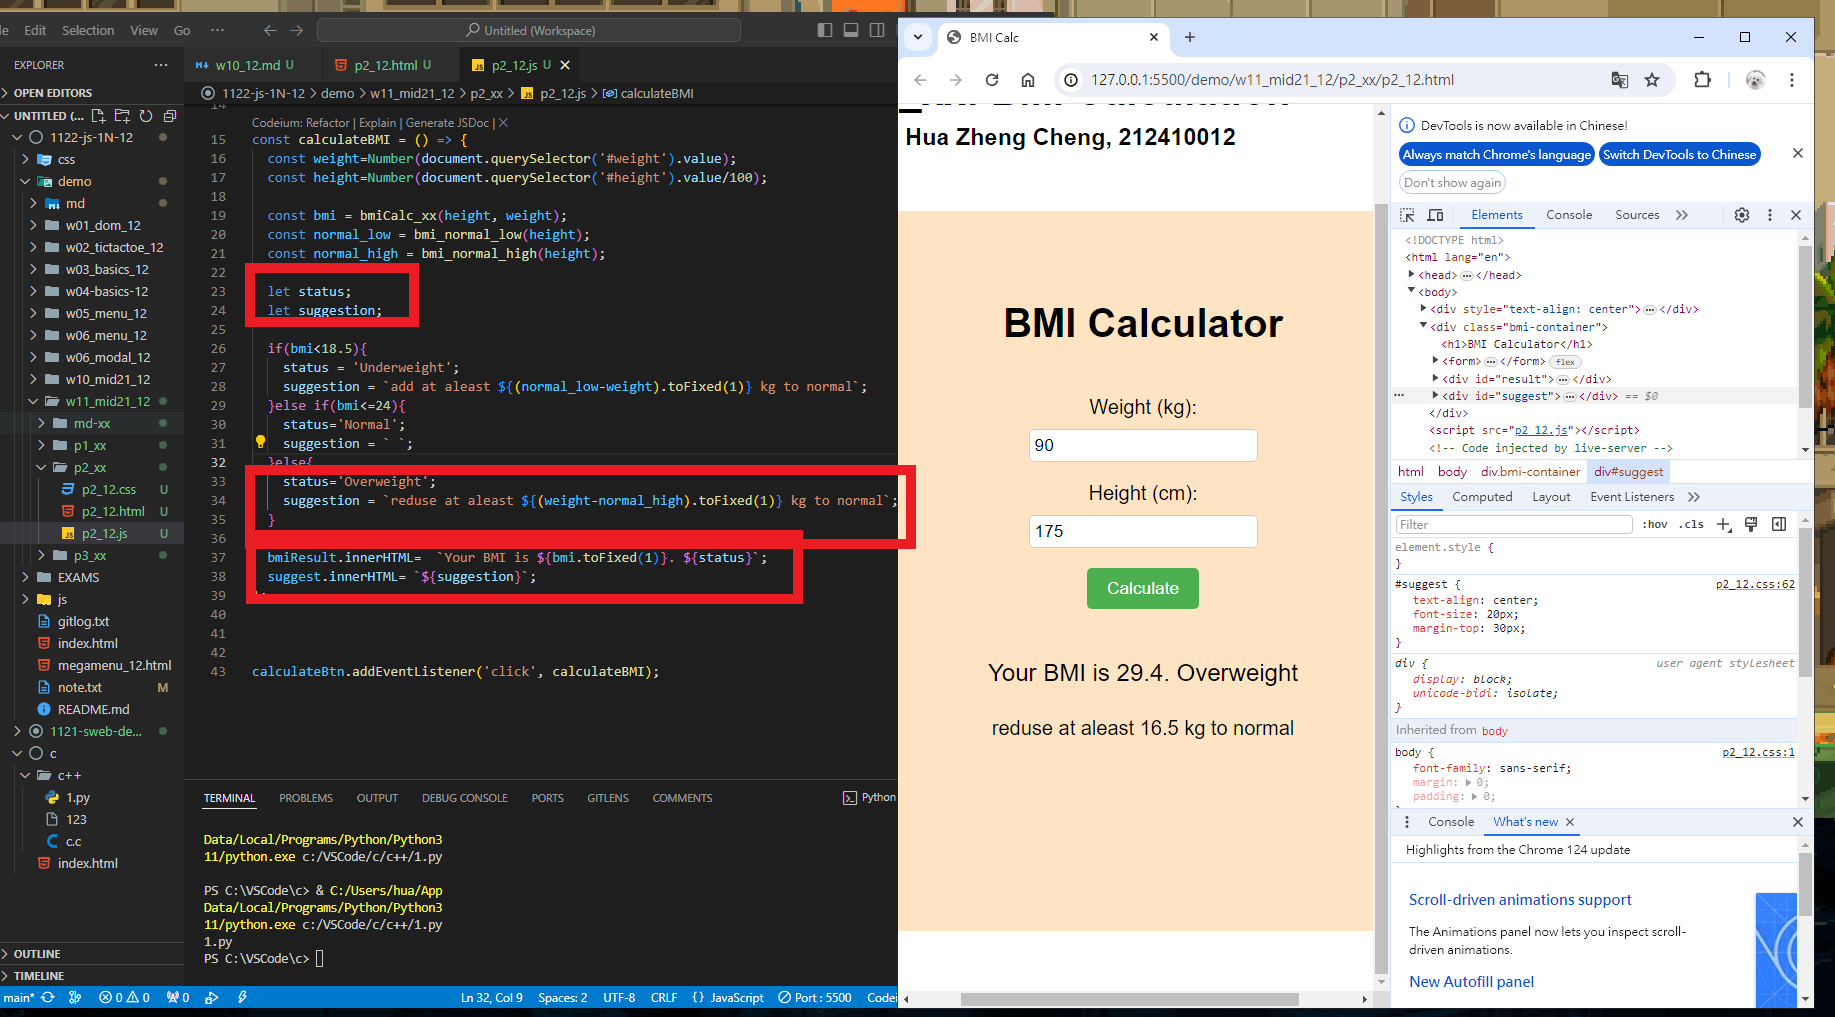 Edit Selection View Go ···
Untitled (Workspace)
EXPLORER
OPEN EDITORS
UNTITLED (...
1122-js-1N-12
css
demo
md
w01_dom_12
w02_tictactoe_12
w03_basics_12
w04-basics-12
w05_menu_12
w06_menu_12
w06_modal_12
w10_mid21_12
w11_mid21_12
md-xx
p1_xx
p2_xx
p2_12.css U
p2_12.html U
p2_12.js U
p3_xx
EXAMS
js
gitlog.txt
index.html
megamenu_12.html
note.txt M
README.md
1121-sweb-de...
c
c++
1.py
123
c.c
index.html
OUTLINE
TIMELINE
w10_12.md U
p2_12.html U
p2_12.js U
1122-js-1N-12 > demo > w11_mid21_12 > p2_xx > p2_12.js > calculateBMI
14
Codeium: Refactor | Explain | Generate JSDoc | X
15 const calculateBMI = () => {
16 const weight=Number(document.querySelector('#weight').value);
17 const height=Number(document.querySelector('#height').value/100);
18
19 const bmi = bmiCalc_xx(height, weight);
20 const normal_low = bmi_normal_low(height);
21 const normal_high = bmi_normal_high(height);
22
23 let status;
24 let suggestion;
25
26 if(bmi<18.5){
27 status = 'Underweight';
28 suggestion = `add at aleast ${(normal_low-weight).toFixed(1)} kg to normal`;
29 }else if(bmi<=24){
30 status='Normal';
31 suggestion = ` `;
32 }else{
33 status='Overweight';
34 suggestion = `reduse at aleast ${(weight-normal_high).toFixed(1)} kg to normal`;
35 }
36
37 bmiResult.innerHTML= `Your BMI is ${bmi.toFixed(1)}. ${status}`;
38 suggest.innerHTML= `${suggestion}`;
39
40
41
42
43 calculateBtn.addEventListener('click', calculateBMI);
TERMINAL PROBLEMS OUTPUT DEBUG CONSOLE PORTS GITLENS COMMENTS
Python
Data/Local/Programs/Python/Python3
11/python.exe c:/VSCode/c/c++/1.py
PS C:\VSCode\c> & C:/Users/hua/App
Data/Local/Programs/Python/Python3
11/python.exe c:/VSCode/c/c++/1.py
1.py
PS C:\VSCode\c>
main* 0 0 0
Ln 32, Col 9 Spaces: 2 UTF-8 CRLF {} JavaScript Port : 5500 Codei
BMI Calc
127.0.0.1:5500/demo/w11_mid21_12/p2_xx/p2_12.html
Hua Zheng Cheng, 212410012
BMI Calculator
Weight (kg):
90
Height (cm):
175
Calculate
Your BMI is 29.4. Overweight
reduse at aleast 16.5 kg to normal
DevTools is now available in Chinese!
Always match Chrome's language
Switch DevTools to Chinese
Don't show again
Elements Console Sources
<!DOCTYPE html>
<html lang="en">
<head> ··· </head>
<body>
<div style="text-align: center"> ··· </div>
<div class="bmi-container">
<h1>BMI Calculator</h1>
<form> ··· </form> flex
<div id="result"> ··· </div>
<div id="suggest"> ··· </div> == $0
</div>
<script src="p2_12.js"></script>
<!-- Code injected by live-server -->
html body div.bmi-container div#suggest
Styles Computed Layout Event Listeners
Filter :hov .cls
element.style {
}
#suggest { p2_12.css:62
text-align: center;
font-size: 20px;
margin-top: 30px;
}
div { user agent stylesheet
display: block;
unicode-bidi: isolate;
}
Inherited from body
body { p2_12.css:1
font-family: sans-serif;
margin: 0;
padding: 0;
Console What's new
Highlights from the Chrome 124 update
Scroll-driven animations support
The Animations panel now lets you inspect scroll-
driven animations.
New Autofill panel